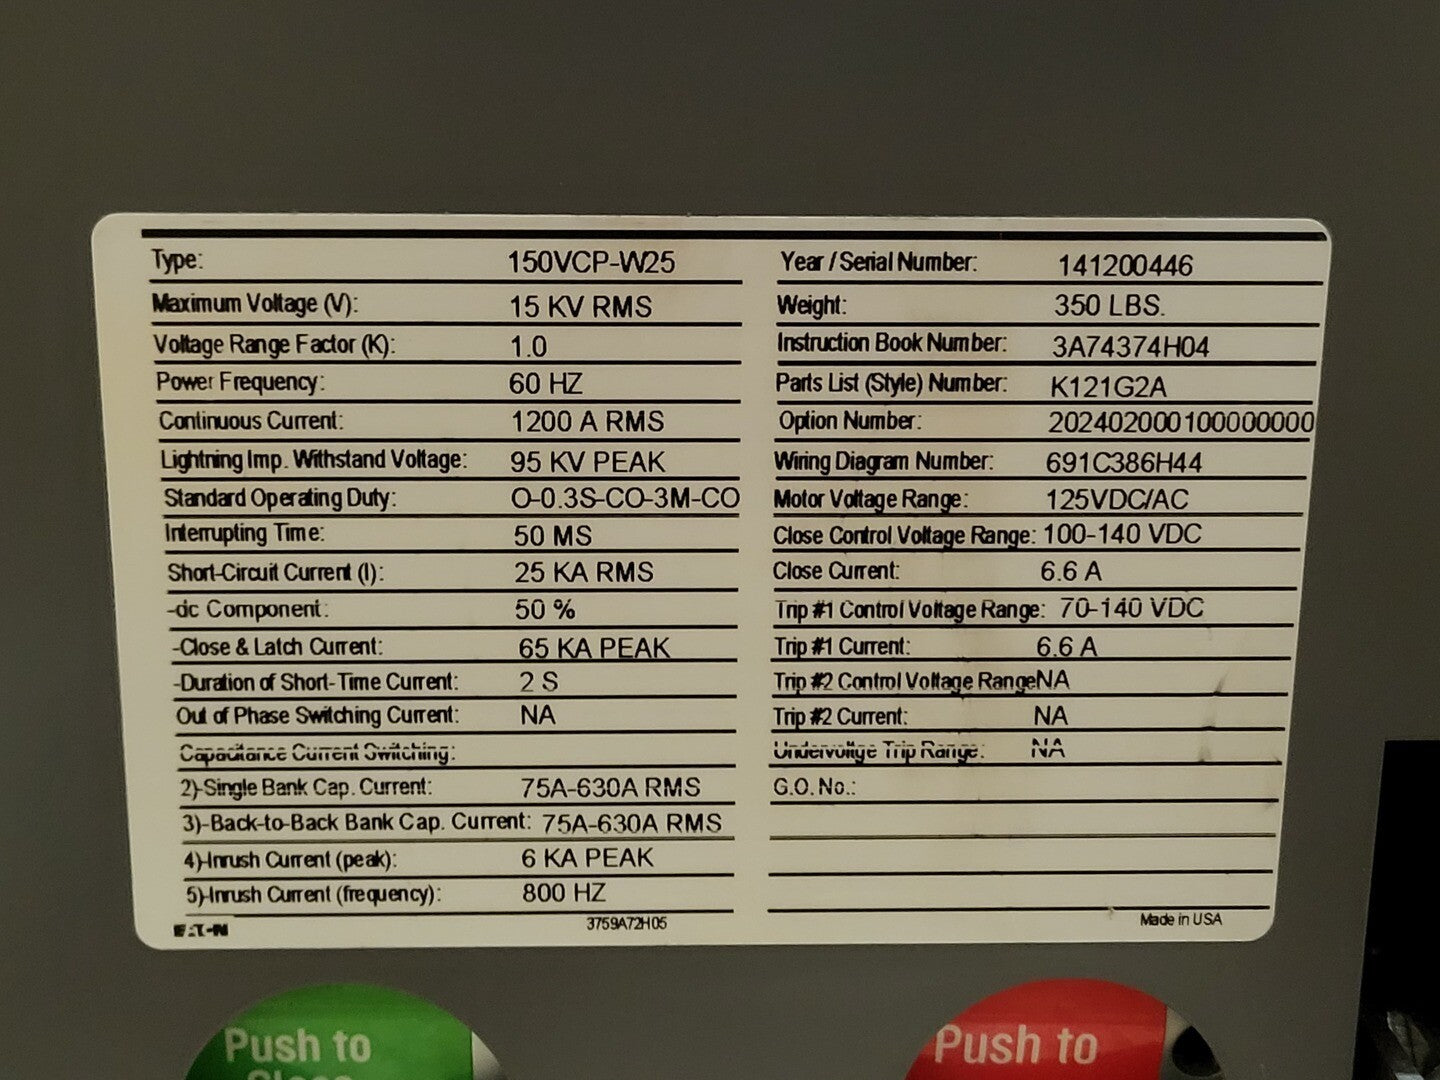 Type: 150VCP-W25
Maximum Voltage (V): 15 KV RMS
Voltage Range Factor (K): 1.0
Power Frequency: 60 HZ
Continuous Current: 1200 A RMS
Lightning Imp. Withstand Voltage: 95 KV PEAK
Standard Operating Duty: O-0.3S-CO-3M-CO
Interrupting Time: 50 MS
Short-Circuit Current (I): 25 KA RMS
-dc Component: 50 %
-Close & Latch Current: 65 KA PEAK
-Duration of Short-Time Current: 2 S
Out of Phase Switching Current: NA
Capacitance Current Switching:
2)-Single Bank Cap. Current: 75A-630A RMS
3)-Back-to-Back Bank Cap. Current: 75A-630A RMS
4)-Inrush Current (peak): 6 KA PEAK
5)-Inrush Current (frequency): 800 HZ
EATON 3759A72H05
Year / Serial Number: 141200446
Weight: 350 LBS.
Instruction Book Number: 3A74374H04
Parts List (Style) Number: K121G2A
Option Number: 202402000100000000
Wiring Diagram Number: 691C386H44
Motor Voltage Range: 125VDC/AC
Close Control Voltage Range: 100-140 VDC
Close Current: 6.6 A
Trip #1 Control Voltage Range: 70-140 VDC
Trip #1 Current: 6.6 A
Trip #2 Control Voltage Range NA
Trip #2 Current: NA
Undervoltge Trip Range: NA
G.O. No.:
Made in USA
Push to
Close
Push to